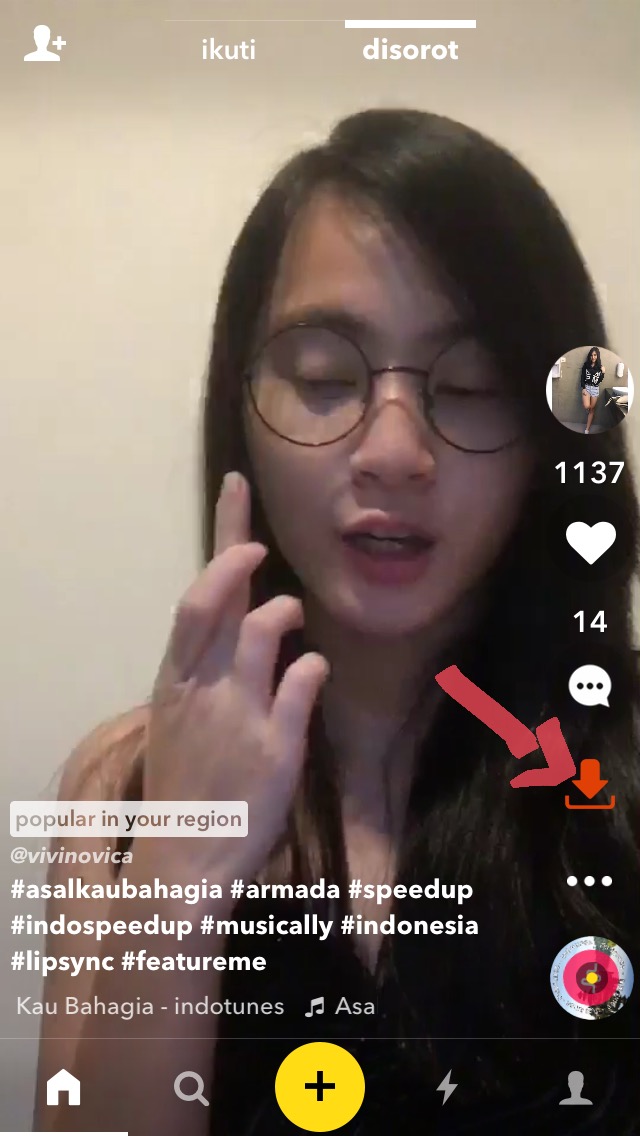 ikuti
disorot
1137
14
popular in your region
@vivinovica
#asalkaubahagia #armada #speedup
#indospeedup #musically #indonesia
#lipsync #featureme
Kau Bahagia - indotunes
Asa